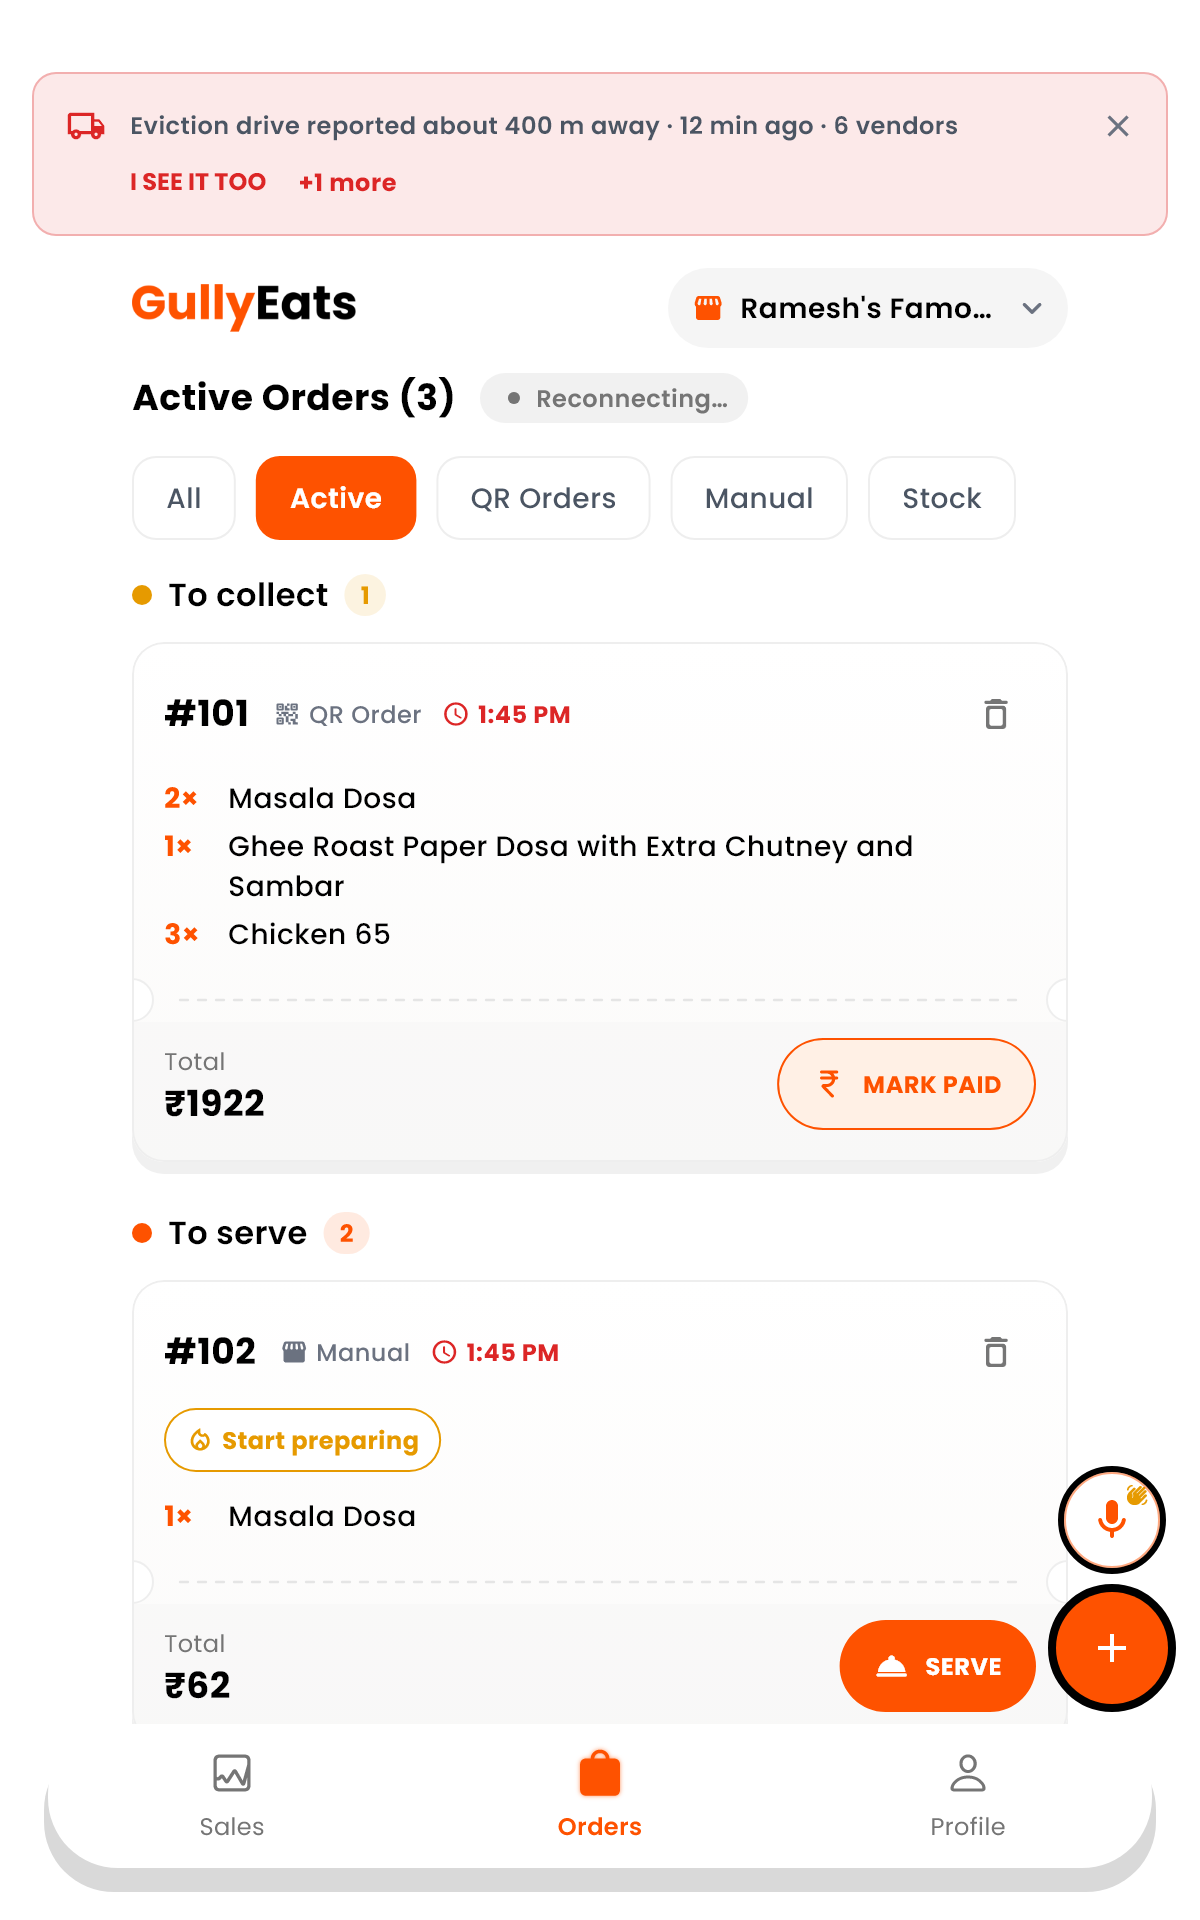 Eviction drive reported about 400 m away · 12 min ago · 6 vendors
I SEE IT TOO +1 more
GullyEats
Ramesh's Famo...
Active Orders (3)
Reconnecting...
All Active QR Orders Manual Stock
To collect 1
#101 QR Order 1:45 PM
2× Masala Dosa
1× Ghee Roast Paper Dosa with Extra Chutney and
Sambar
3× Chicken 65
Total
₹1922
₹ MARK PAID
To serve 2
#102 Manual 1:45 PM
Start preparing
1× Masala Dosa
Total
₹62
SERVE
+
Sales Orders Profile